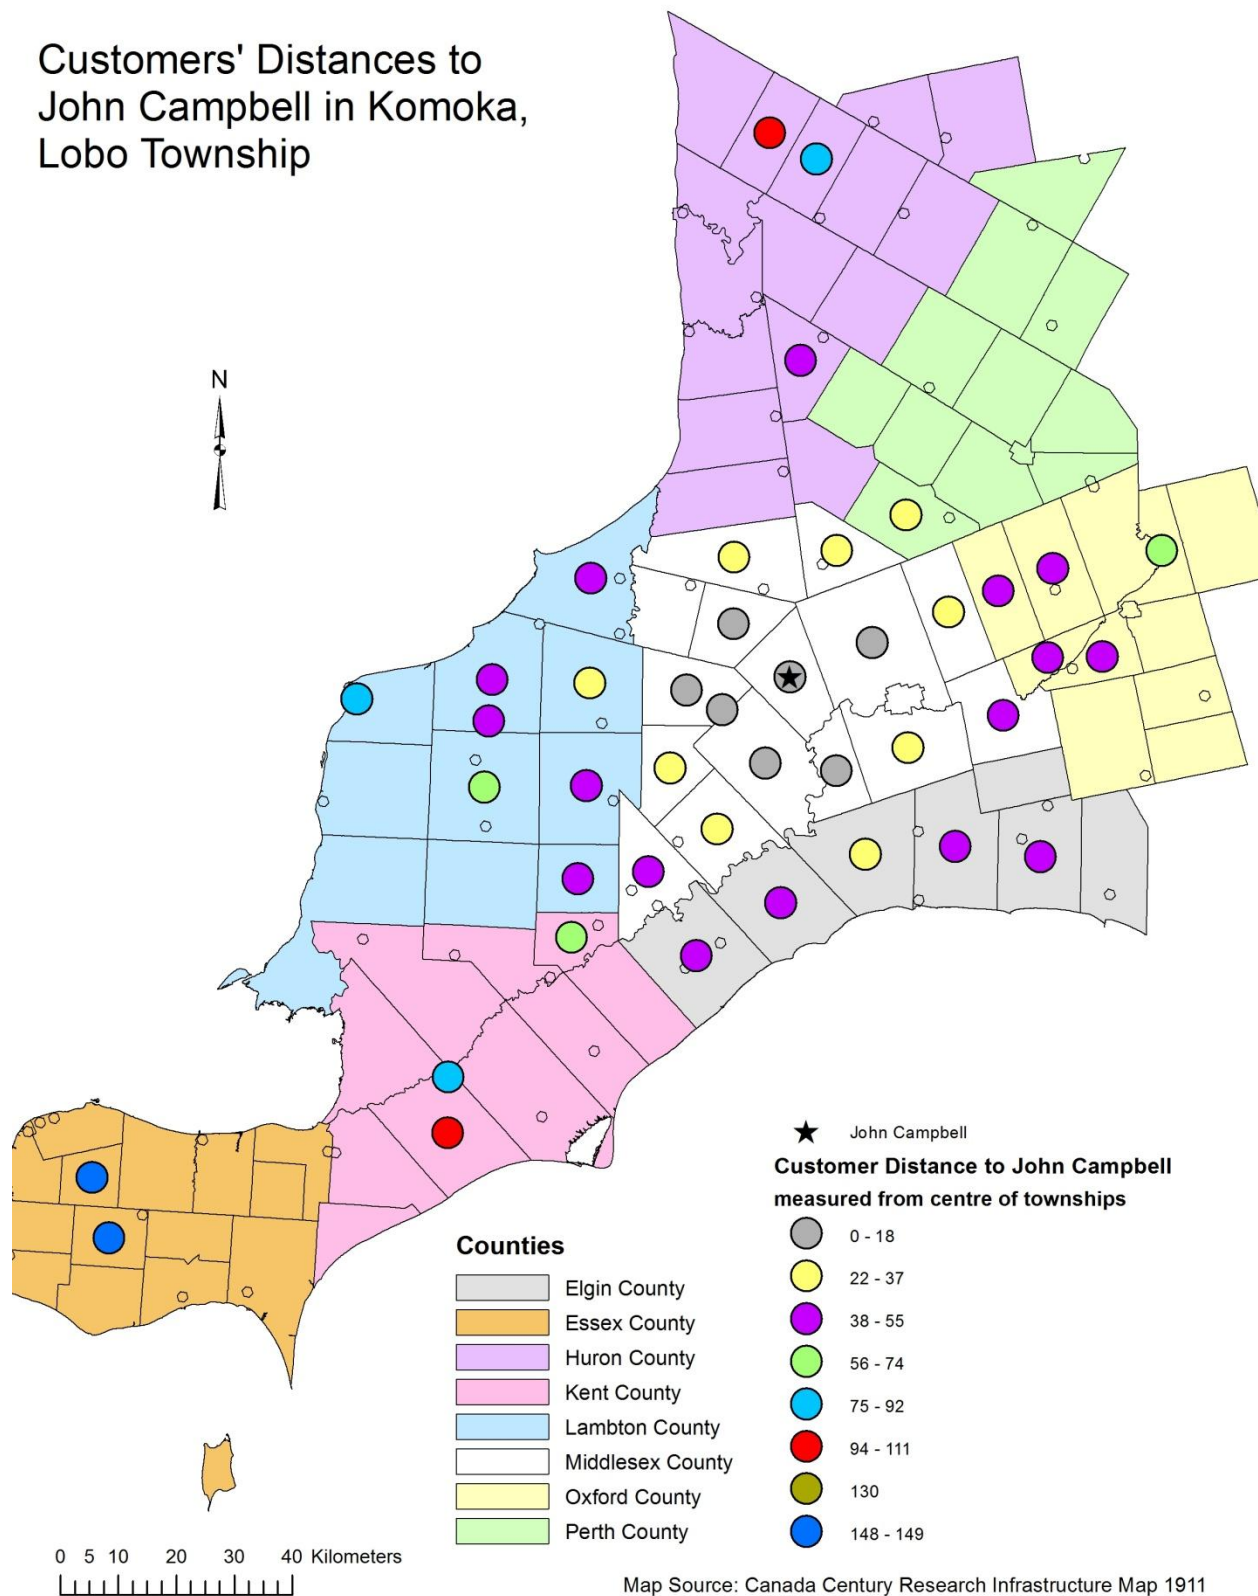 Customers' Distances to
John Campbell in Komoka,
Lobo Township
N
John Campbell
Customer Distance to John Campbell
measured from centre of townships
0 - 18
22 - 37
38 - 55
56 - 74
75 - 92
94 - 111
130
148 - 149
Counties
Elgin County
Essex County
Huron County
Kent County
Lambton County
Middlesex County
Oxford County
Perth County
0 5 10 20 30 40 Kilometers
Map Source: Canada Century Research Infrastructure Map 1911